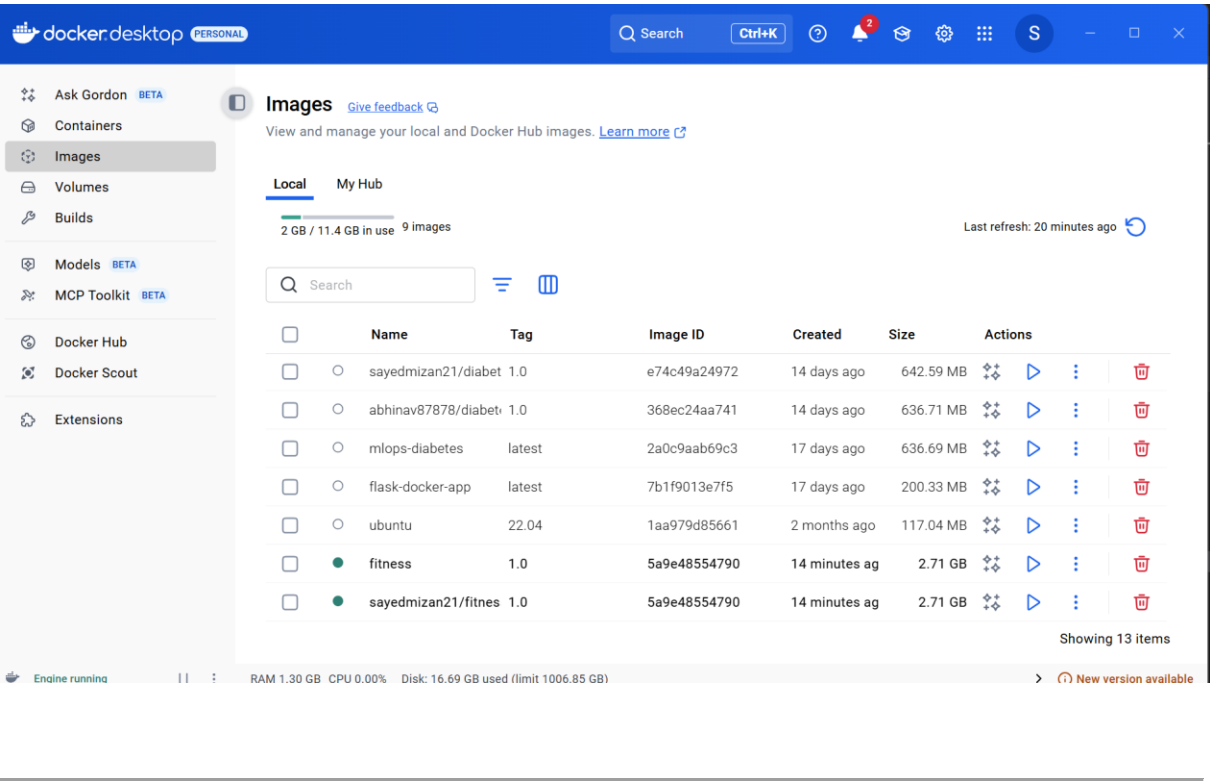 docker.desktop PERSONAL
Search Ctrl+K 2 S
Ask Gordon BETA
Containers
Images
Volumes
Builds
Models BETA
MCP Toolkit BETA
Docker Hub
Docker Scout
Extensions
Images Give feedback
View and manage your local and Docker Hub images. Learn more
Local My Hub
2 GB / 11.4 GB in use 9 images
Last refresh: 20 minutes ago
Search
Name Tag Image ID Created Size Actions
sayedmizan21/diabet 1.0 e74c49a24972 14 days ago 642.59 MB
abhinav87878/diabet 1.0 368ec24aa741 14 days ago 636.71 MB
mlops-diabetes latest 2a0c9aab69c3 17 days ago 636.69 MB
flask-docker-app latest 7b1f9013e7f5 17 days ago 200.33 MB
ubuntu 22.04 1aa979d85661 2 months ago 117.04 MB
fitness 1.0 5a9e48554790 14 minutes ag 2.71 GB
sayedmizan21/fitnes 1.0 5a9e48554790 14 minutes ag 2.71 GB
Showing 13 items
Engine running RAM 1.30 GB CPU 0.00% Disk: 16.69 GB used (limit 1006.85 GB) New version available